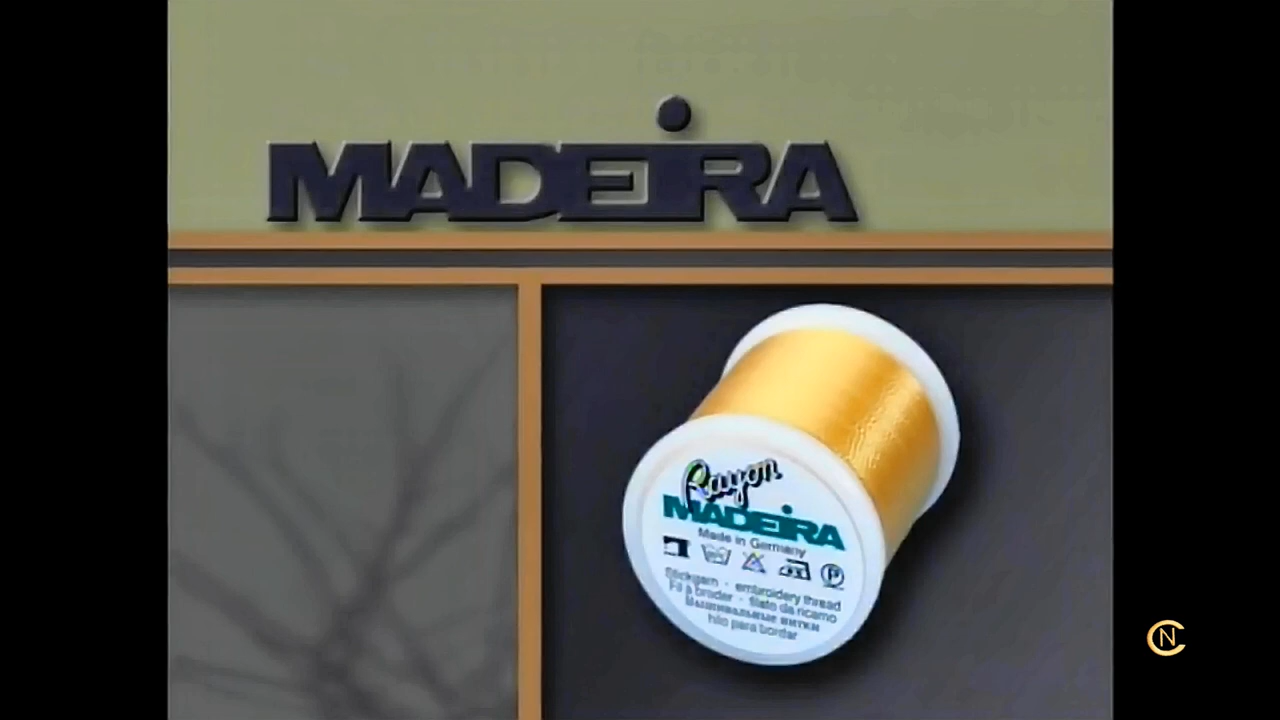 MADEIRA
Rayon
MADEIRA
Made in Germany
Stickgarn · embroidery thread
Fil à broder · filato da ricamo
Вышивальные нитки
hilo para bordar
CN